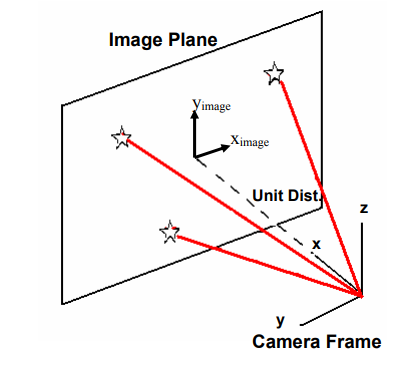 Image Plane
yimage
ximage
Unit Dist.
z
x
y
Camera Frame